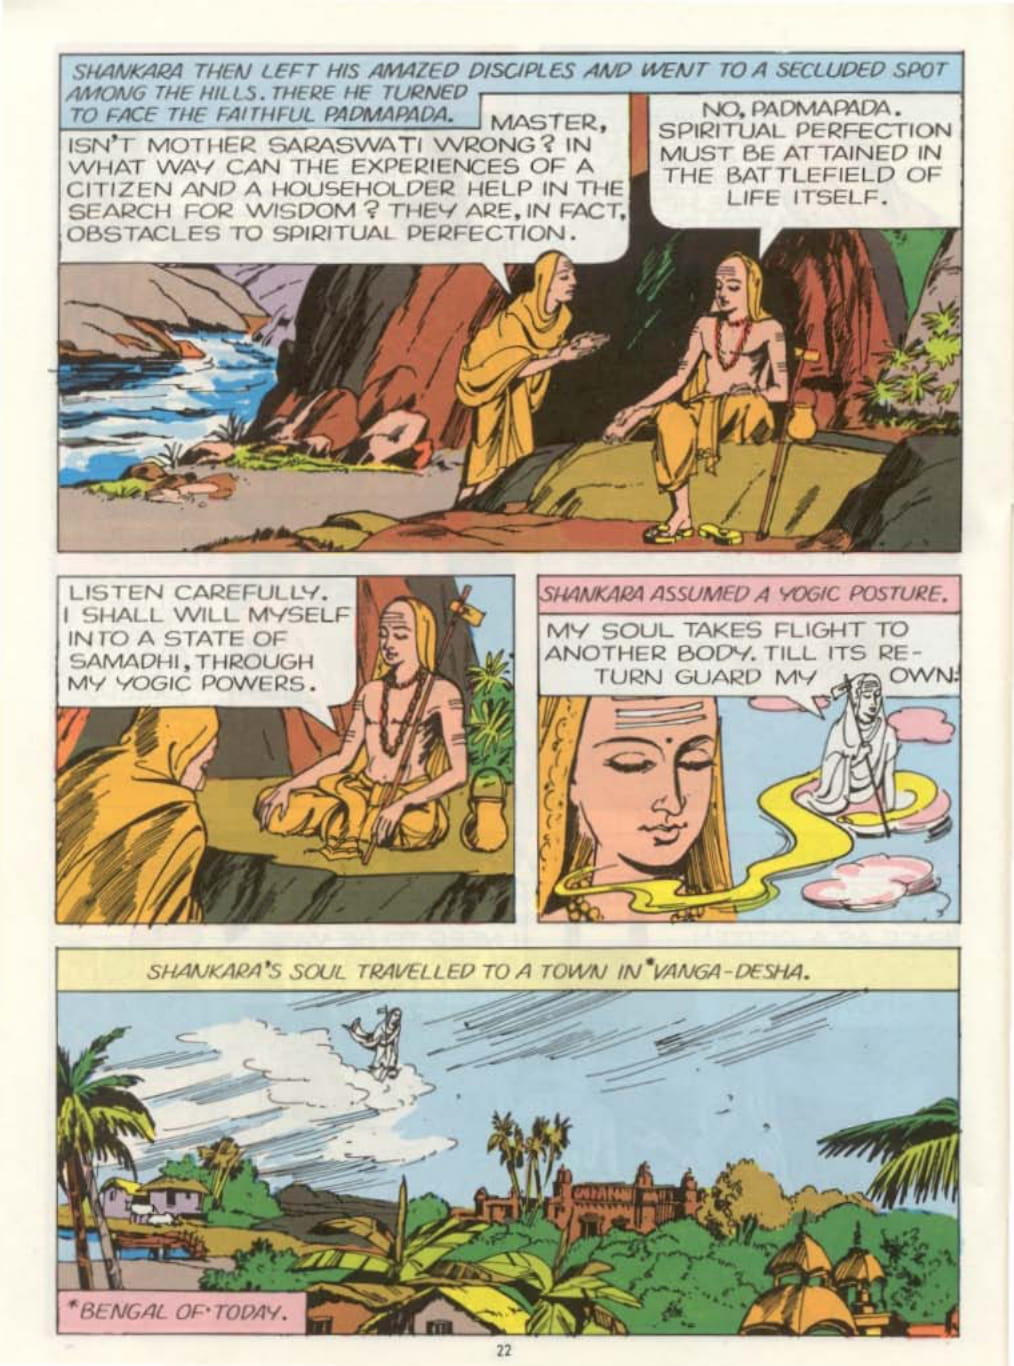 SHANKARA THEN LEFT HIS AMAZED DISCIPLES AND WENT TO A SECLUDED SPOT
AMONG THE HILLS. THERE HE TURNED
TO FACE THE FAITHFUL PADMAPADA.
MASTER,
ISN'T MOTHER SARASWATI WRONG? IN
WHAT WAY CAN THE EXPERIENCES OF A
CITIZEN AND A HOUSEHOLDER HELP IN THE
SEARCH FOR WISDOM? THEY ARE, IN FACT,
OBSTACLES TO SPIRITUAL PERFECTION.
NO, PADMAPADA.
SPIRITUAL PERFECTION
MUST BE ATTAINED IN
THE BATTLEFIELD OF
LIFE ITSELF.
LISTEN CAREFULLY.
I SHALL WILL MYSELF
INTO A STATE OF
SAMADHI, THROUGH
MY YOGIC POWERS.
SHANKARA ASSUMED A YOGIC POSTURE.
MY SOUL TAKES FLIGHT TO
ANOTHER BODY. TILL ITS RE-
TURN GUARD MY OWN.
SHANKARA'S SOUL TRAVELLED TO A TOWN IN *VANGA-DESHA.
*BENGAL OF TODAY.
22